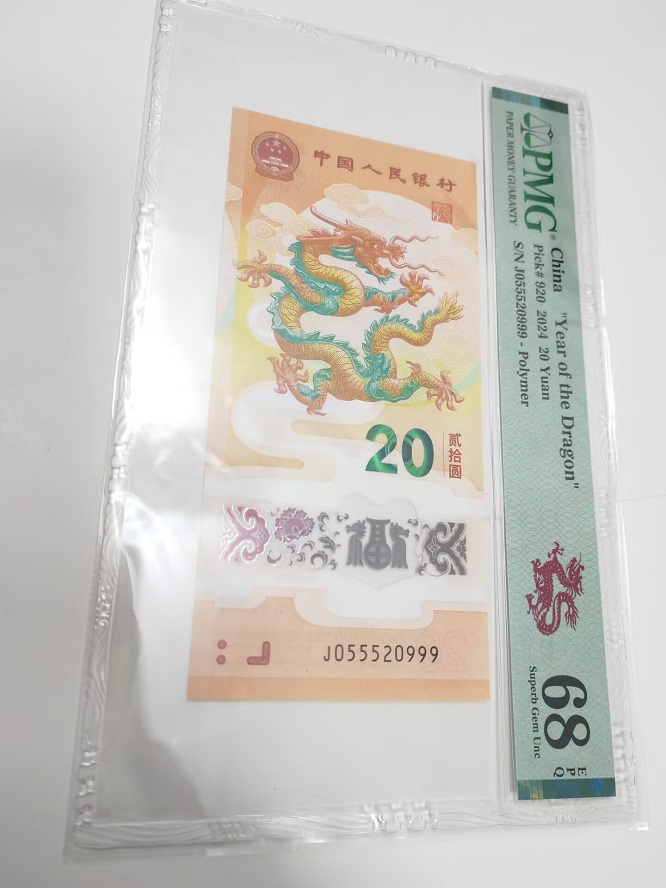 中国人民银行
20
贰拾圆
福
J055520999
PMG®
PAPER MONEY GUARANTY
China "Year of the Dragon"
Pick# 920 2024 20 Yuan
S/N J055520999 - Polymer
68
EPQ
Superb Gem Unc